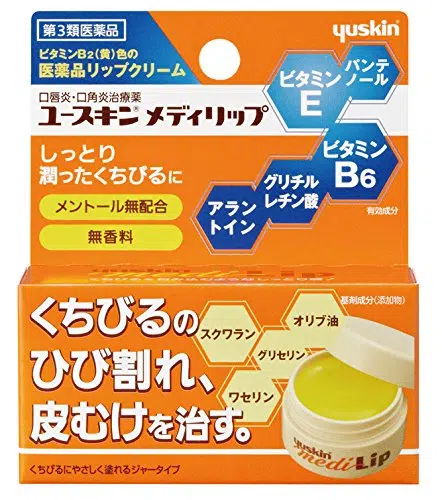 第3類医薬品
yuskin
ビタミンB2(黄)色の
医薬品リップクリーム
口唇炎・口角炎治療薬
ユースキン® メディリップ
ビタミン
E
パンテ
ノール
ビタミン
B6
グリチル
レチン酸
アラン
トイン
有効成分
しっとり
潤ったくちびるに
メントール無配合
無香料
yuskin
mediLip
基剤成分(添加物)
くちびるの
ひび割れ、
皮むけを治す。
スクワラン
オリブ油
グリセリン
ワセリン
yuskin
mediLip
くちびるにやさしく塗れるジャータイプ